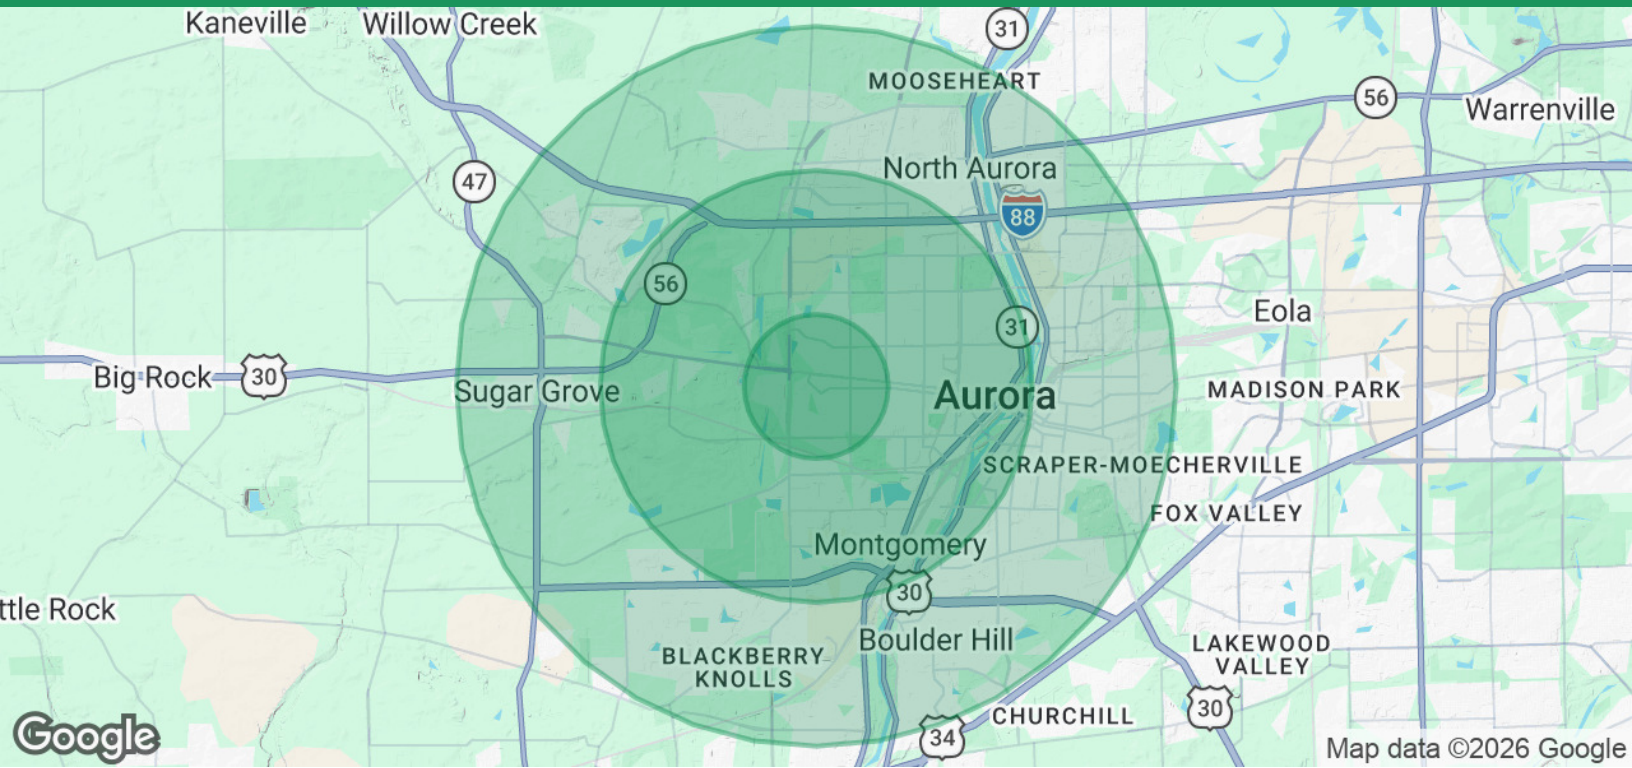 Kaneville
Willow Creek
31
MOOSEHEART
56
Warrenville
North Aurora
47
88
56
31
Eola
Big Rock
30
Sugar Grove
Aurora
MADISON PARK
SCRAPER-MOECHERVILLE
FOX VALLEY
Montgomery
30
ttle Rock
Boulder Hill
BLACKBERRY
KNOLLS
LAKEWOOD
VALLEY
30
CHURCHILL
34
Google
Map data ©2026 Google